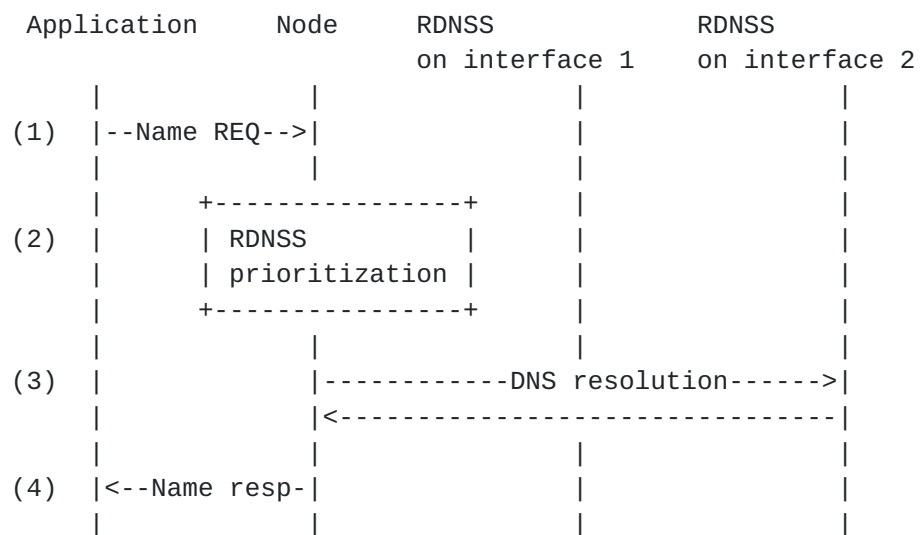 Application     Node     RDNSS                  RDNSS
                          on interface 1    on interface 2
     |             |                |                |
(1)  |--Name REQ-->|                |                |
     |             |                |                |
     |      +----------------+      |                |
(2)  |      | RDNSS          |      |                |
     |      | prioritization |      |                |
     |      +----------------+      |                |
     |             |                |                |
(3)  |             |------------DNS resolution------>|
     |             |<--------------------------------|
     |             |                |                |
(4)  |<--Name resp-|                |                |
     |             |                |                |